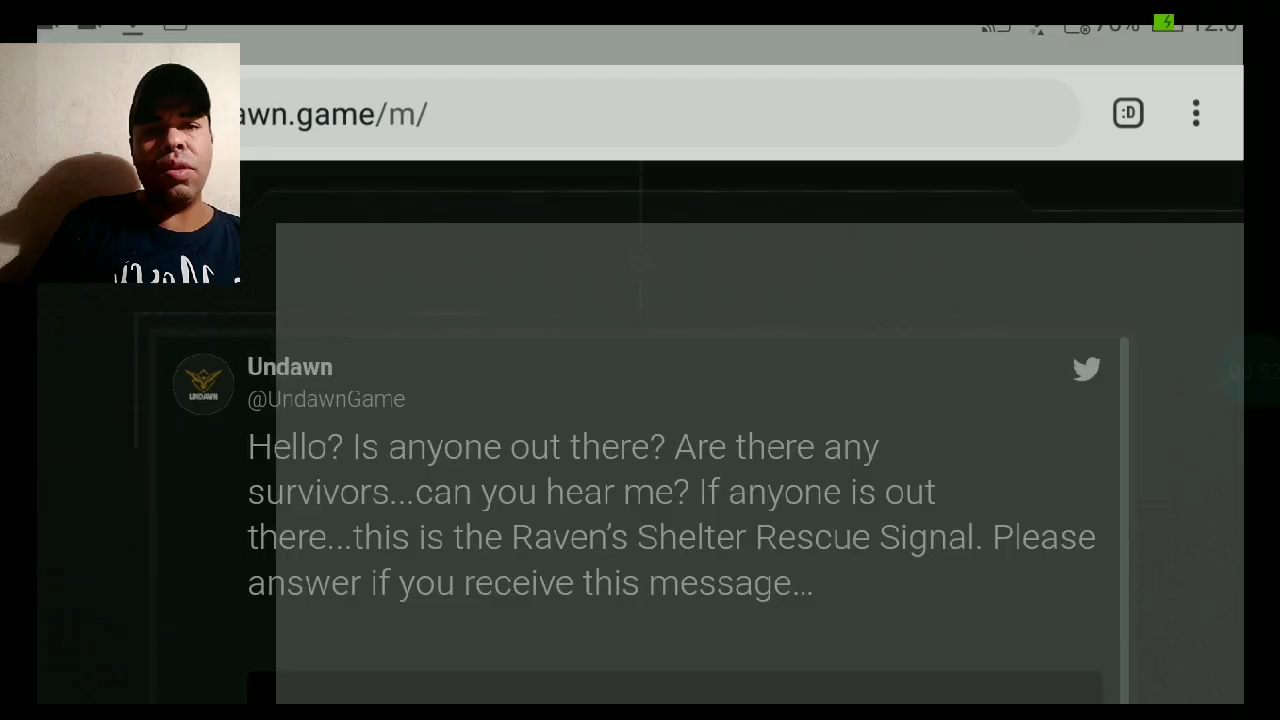 awn.game/m/
:D
Undawn
@UndawnGame
UNDAWN
Hello? Is anyone out there? Are there any
survivors...can you hear me? If anyone is out
there...this is the Raven's Shelter Rescue Signal. Please
answer if you receive this message...